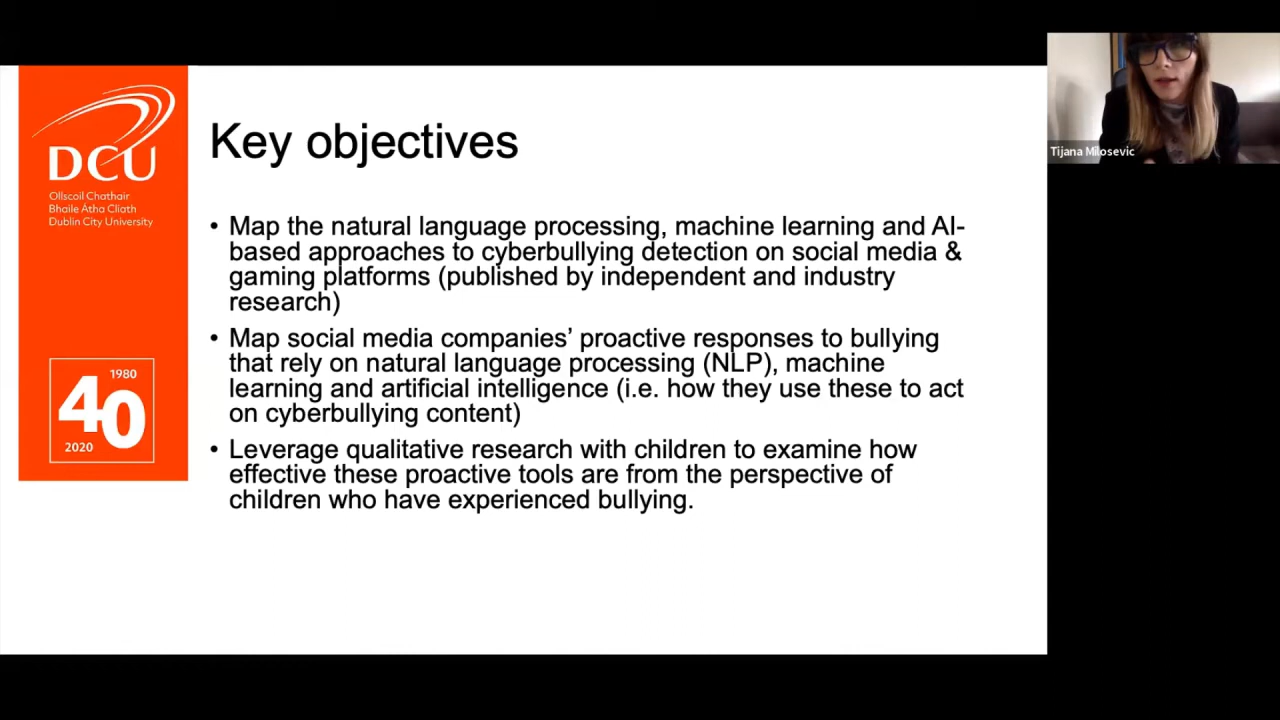 DCU
Ollscoil Chathair
Bhaile Átha Cliath
Dublin City University
1980
40
2020
Key objectives
• Map the natural language processing, machine learning and AI-
based approaches to cyberbullying detection on social media &
gaming platforms (published by independent and industry
research)
• Map social media companies’ proactive responses to bullying
that rely on natural language processing (NLP), machine
learning and artificial intelligence (i.e. how they use these to act
on cyberbullying content)
• Leverage qualitative research with children to examine how
effective these proactive tools are from the perspective of
children who have experienced bullying.
Tijana Milosevic